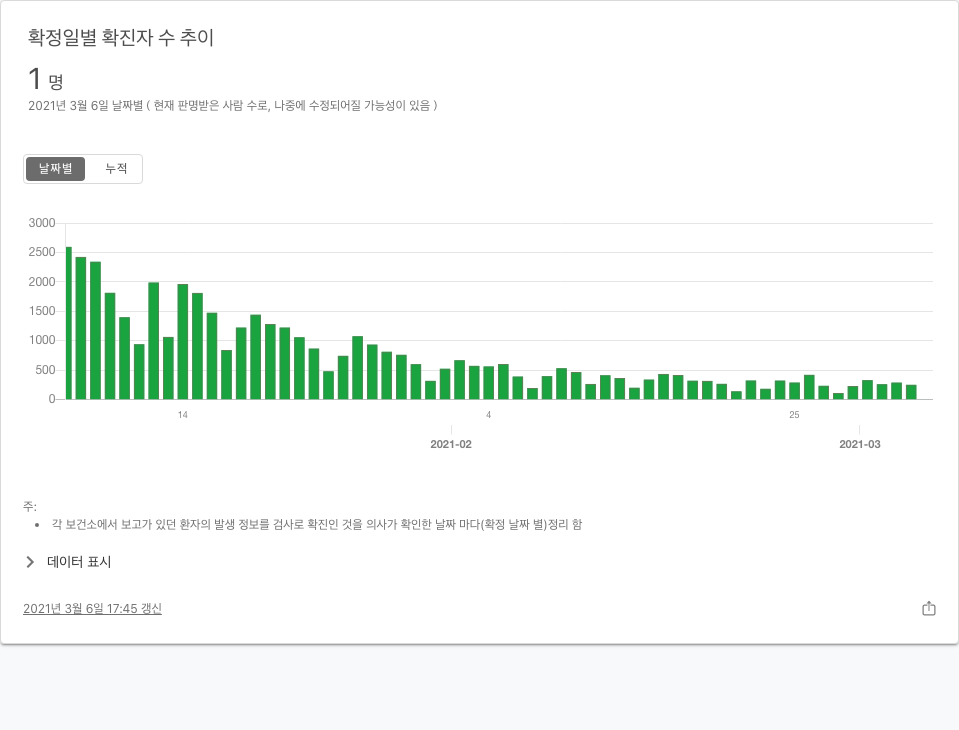 확정일별 확진자 수 추이
1 명
2021년 3월 6일 날짜별 ( 현재 판명받은 사람 수로, 나중에 수정되어질 가능성이 있음 )
날짜별 누적
3000
2500
2000
1500
1000
500
0
14 4 25
2021-02 2021-03
주:
• 각 보건소에서 보고가 있던 환자의 발생 정보를 검사로 확진인 것을 의사가 확인한 날짜 마다(확정 날짜 별)정리 함
데이터 표시
2021년 3월 6일 17:45 갱신